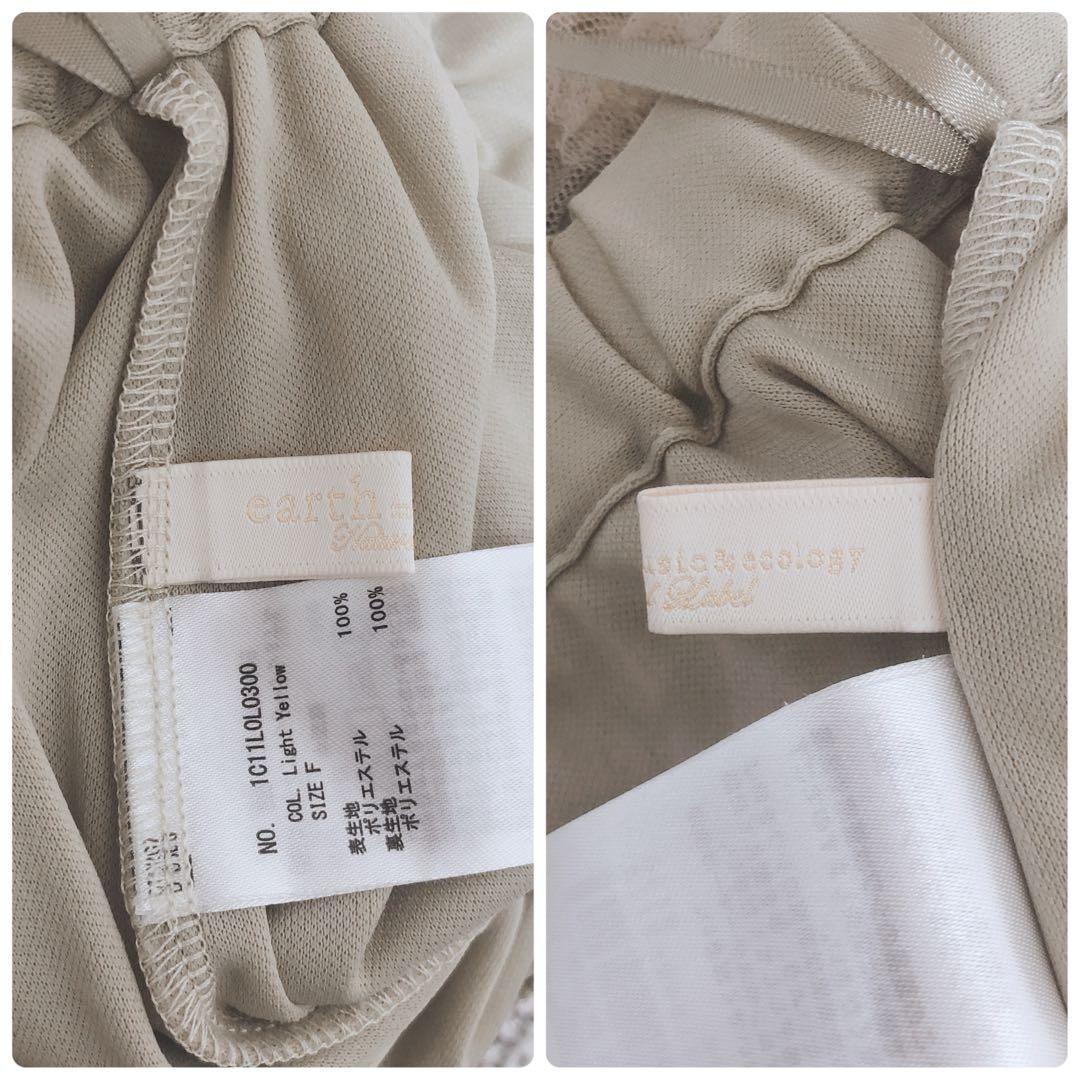 earth
NO. 1C11L0L0300
COL. Light Yellow
SIZE F
表生地
ポリエステル 100%
裏生地
ポリエステル 100%
usic&ecology
Label